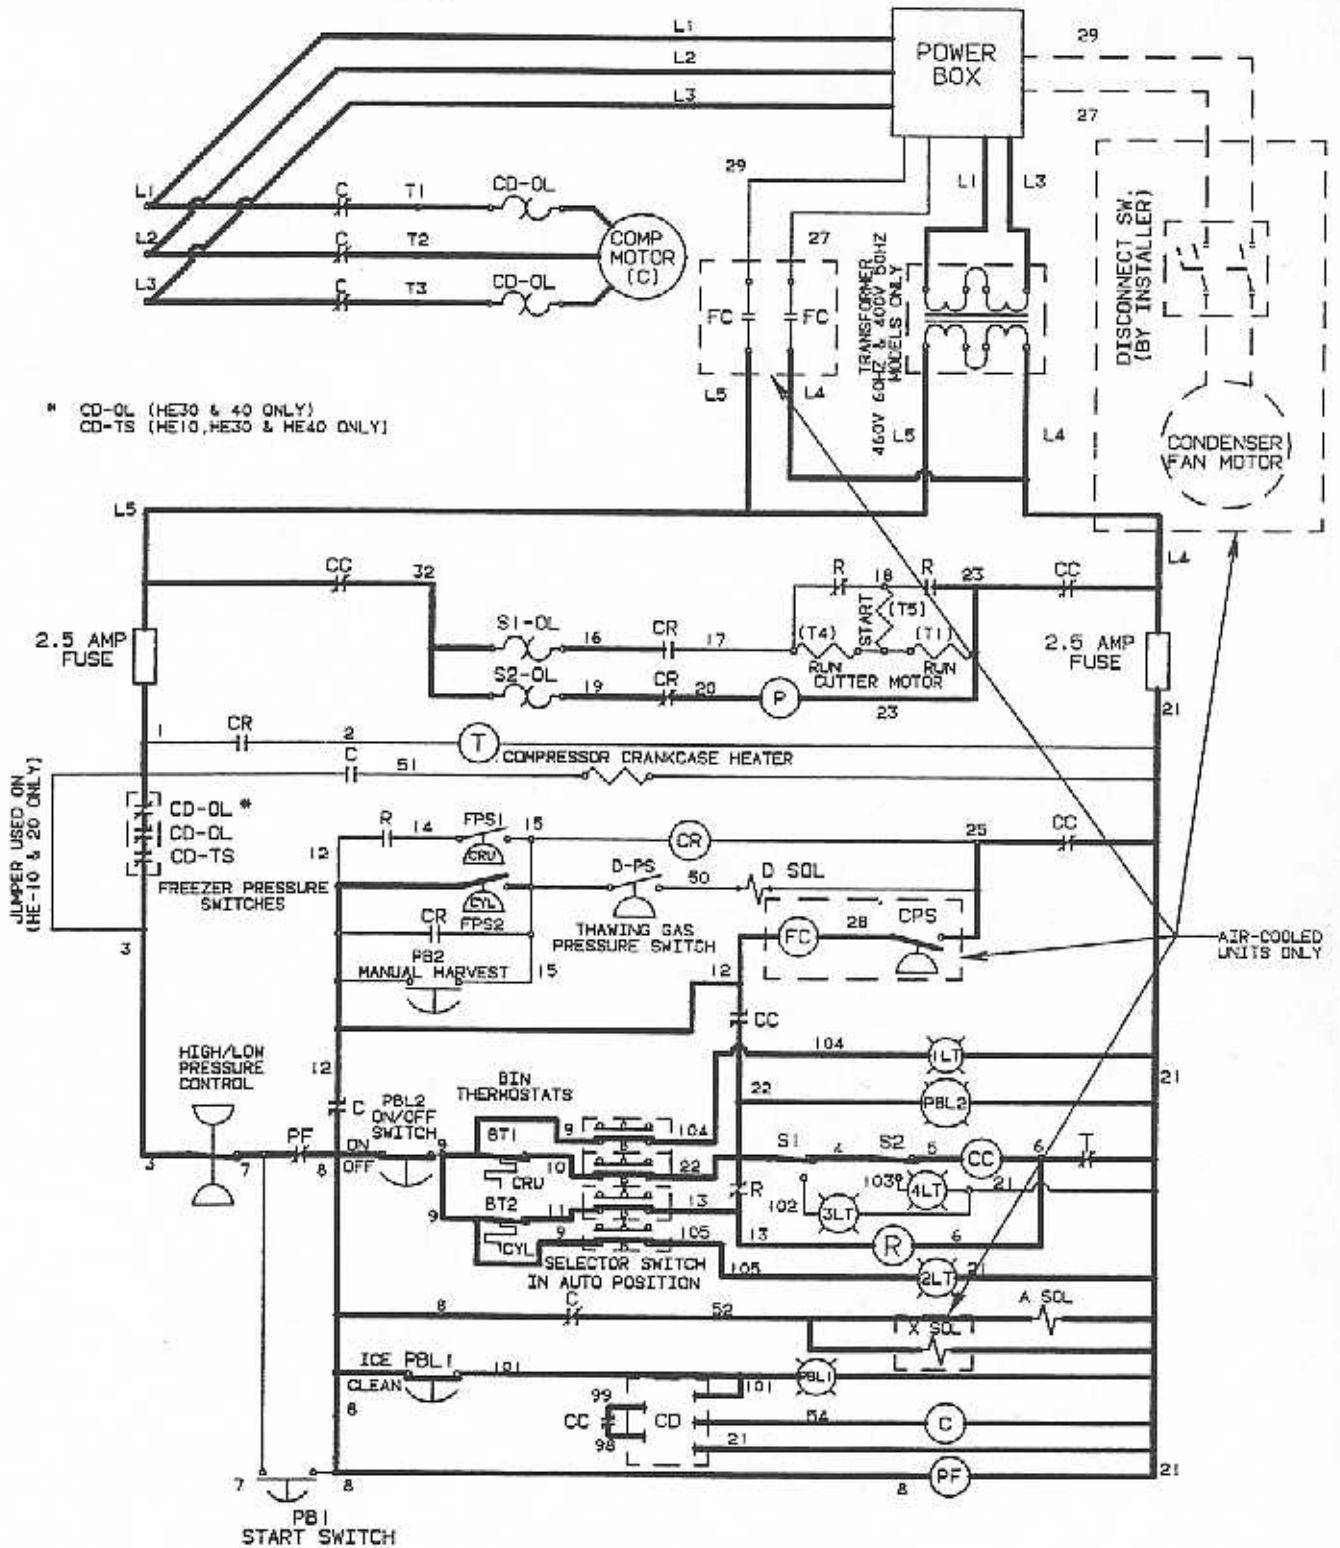 L1
L2
L3
POWER
BOX
29
27
L1
L2
L3
C
T1
CD-OL
C
T2
C
T3
CD-OL
COMP
MOTOR
(C)
29
27
L1
L3
FC
FC
L5
L4
TRANSFORMER
460V 60HZ & 400V 50HZ
MODELS ONLY
L5
L4
DISCONNECT SW.
(BY INSTALLER)
CONDENSER
FAN MOTOR
* CD-OL (HE30 & 40 ONLY)
CD-TS (HE10,HE30 & HE40 ONLY)
L5
L4
CC
32
R
18
R
23
CC
2.5 AMP
FUSE
S1-OL
16
CR
17
(T4)
START
(T5)
(T1)
RUN
RUN
CUTTER MOTOR
2.5 AMP
FUSE
S2-OL
19
CR
20
P
23
21
1
CR
2
T
C
51
COMPRESSOR CRANKCASE HEATER
JUMPER USED ON
(HE-10 & 20 ONLY)
CD-OL *
CD-OL
CD-TS
12
R
14
FPS1
CRU
15
CR
25
CC
FREEZER PRESSURE
SWITCHES
CYL
FPS2
D-PS
50
D SOL
THAWING GAS
PRESSURE SWITCH
CR
3
PB2
MANUAL HARVEST
15
FC
28
CPS
12
AIR-COOLED
UNITS ONLY
CC
HIGH/LOW
PRESSURE
CONTROL
12
C
PBL2
ON/OFF
SWITCH
BIN
THERMOSTATS
104
1LT
22
PBL2
21
3
7
PF
8
ON
OFF
9
BT1
CRU
9
104
10
22
S1
4
S2
5
CC
6
T
R
102
3LT
103
4LT
21
9
BT2
CYL
11
13
9
105
13
R
6
SELECTOR SWITCH
IN AUTO POSITION
105
2LT
21
8
C
52
A SOL
X SOL
ICE PBL1
CLEAN
101
101
PBL1
8
99
CC
98
CD
54
C
21
7
8
8
PF
21
PB1
START SWITCH